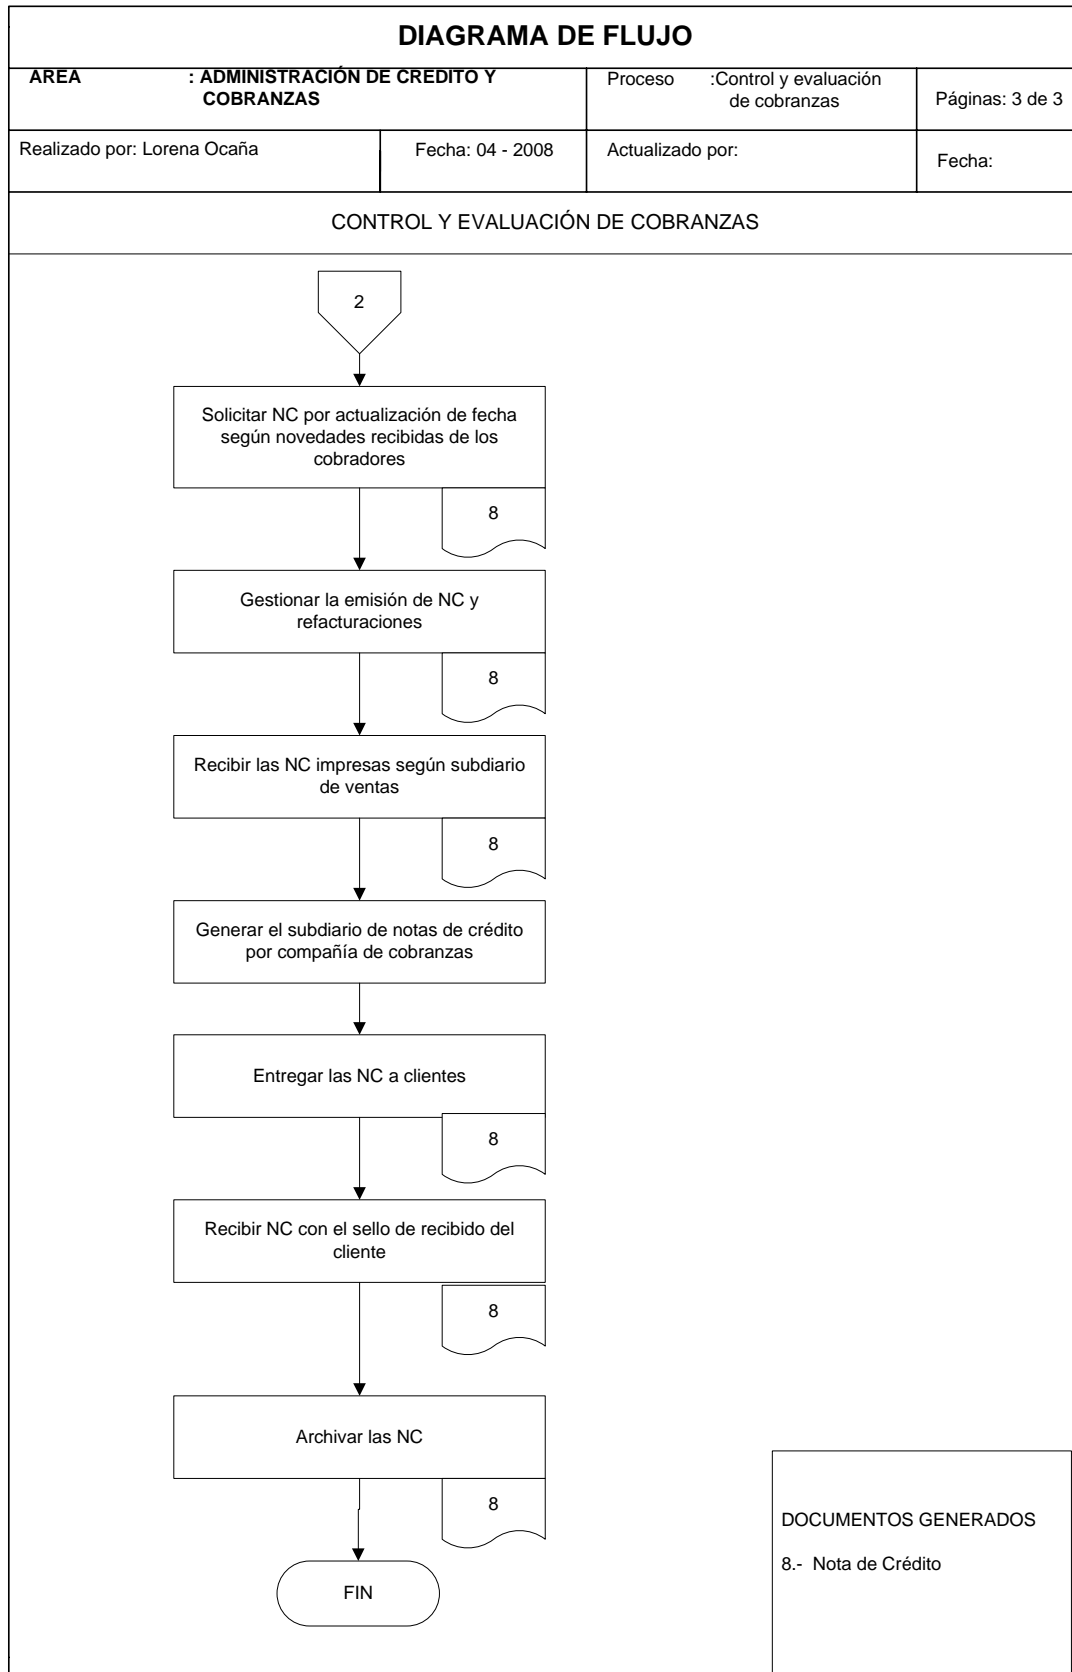 DIAGRAMA DE FLUJO
AREA : ADMINISTRACIÓN DE CREDITO Y
COBRANZAS
Proceso :Control y evaluación
de cobranzas
Páginas: 3 de 3
Realizado por: Lorena Ocaña
Fecha: 04 - 2008
Actualizado por:
Fecha:
CONTROL Y EVALUACIÓN DE COBRANZAS
2
Solicitar NC por actualización de fecha
según novedades recibidas de los
cobradores
8
Gestionar la emisión de NC y
refacturaciones
8
Recibir las NC impresas según subdiario
de ventas
8
Generar el subdiario de notas de crédito
por compañía de cobranzas
Entregar las NC a clientes
8
Recibir NC con el sello de recibido del
cliente
8
Archivar las NC
8
FIN
DOCUMENTOS GENERADOS
8.- Nota de Crédito